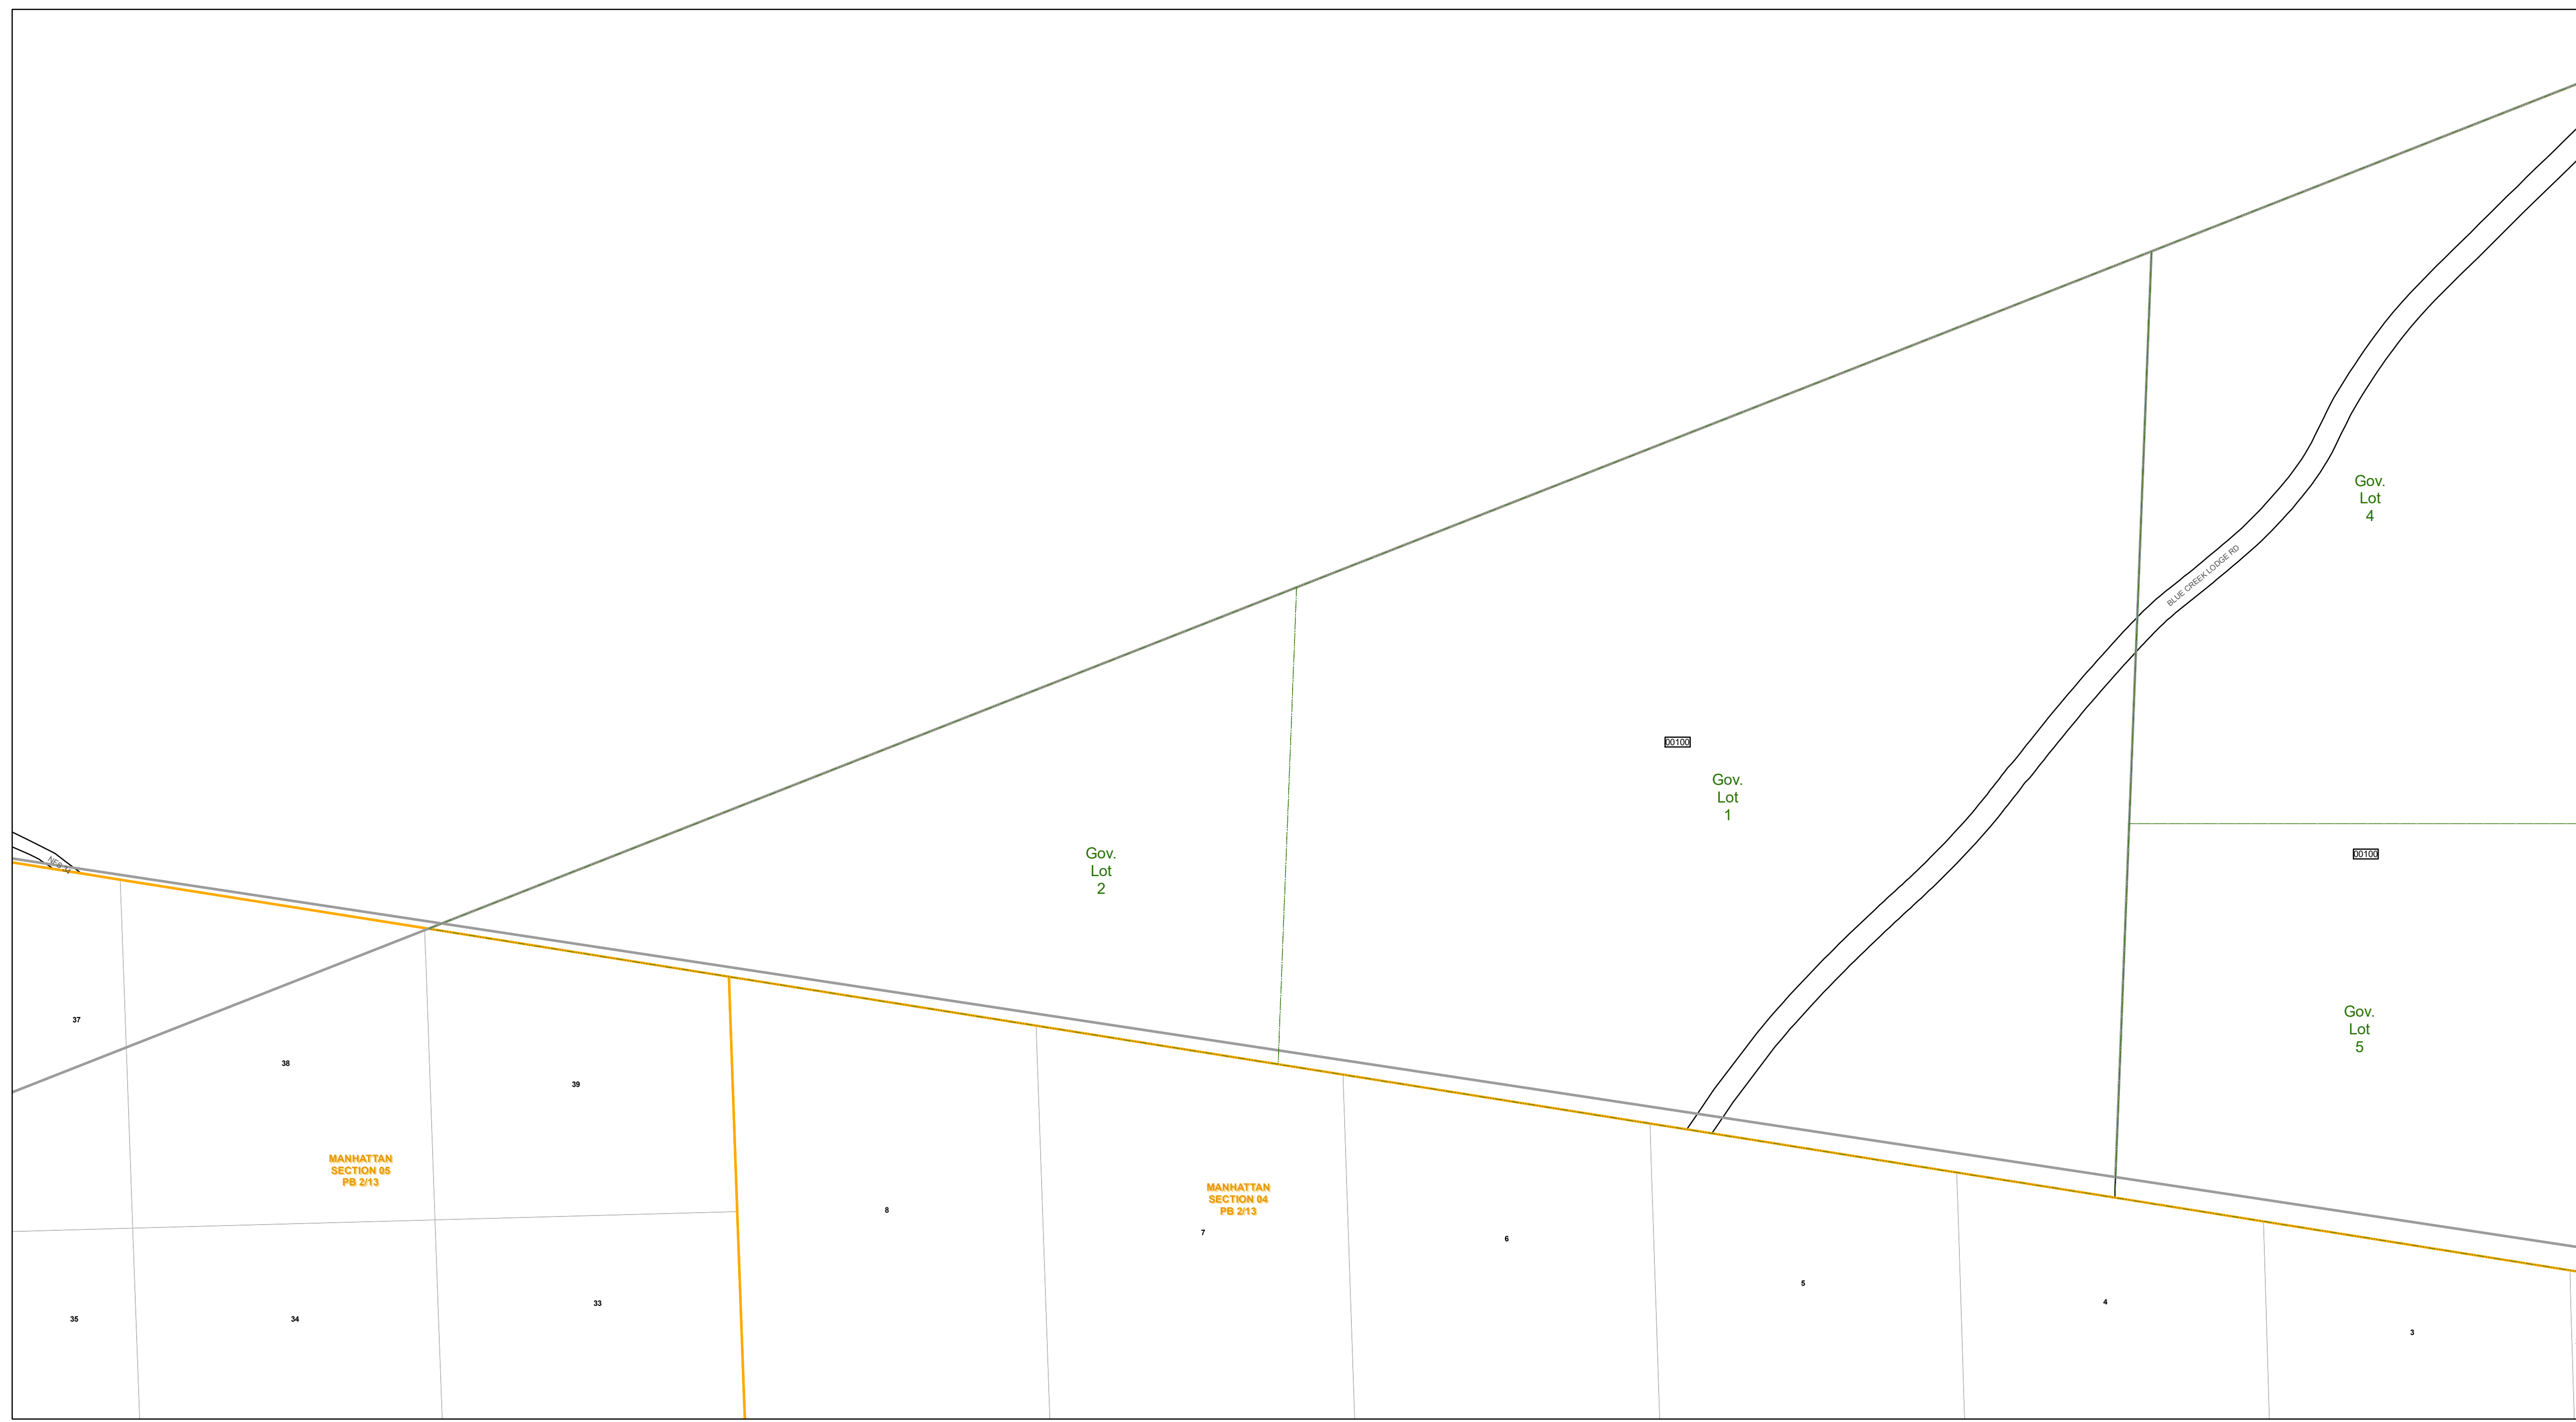 Gov.
Lot
4
BLUE CREEK LODGE RD
00100
Gov.
Lot
1
00100
Gov.
Lot
2
Gov.
Lot
5
37
38
39
MANHATTAN
SECTION 05
PB 2/13
MANHATTAN
SECTION 04
PB 2/13
8
7
6
5
4
3
35
34
33